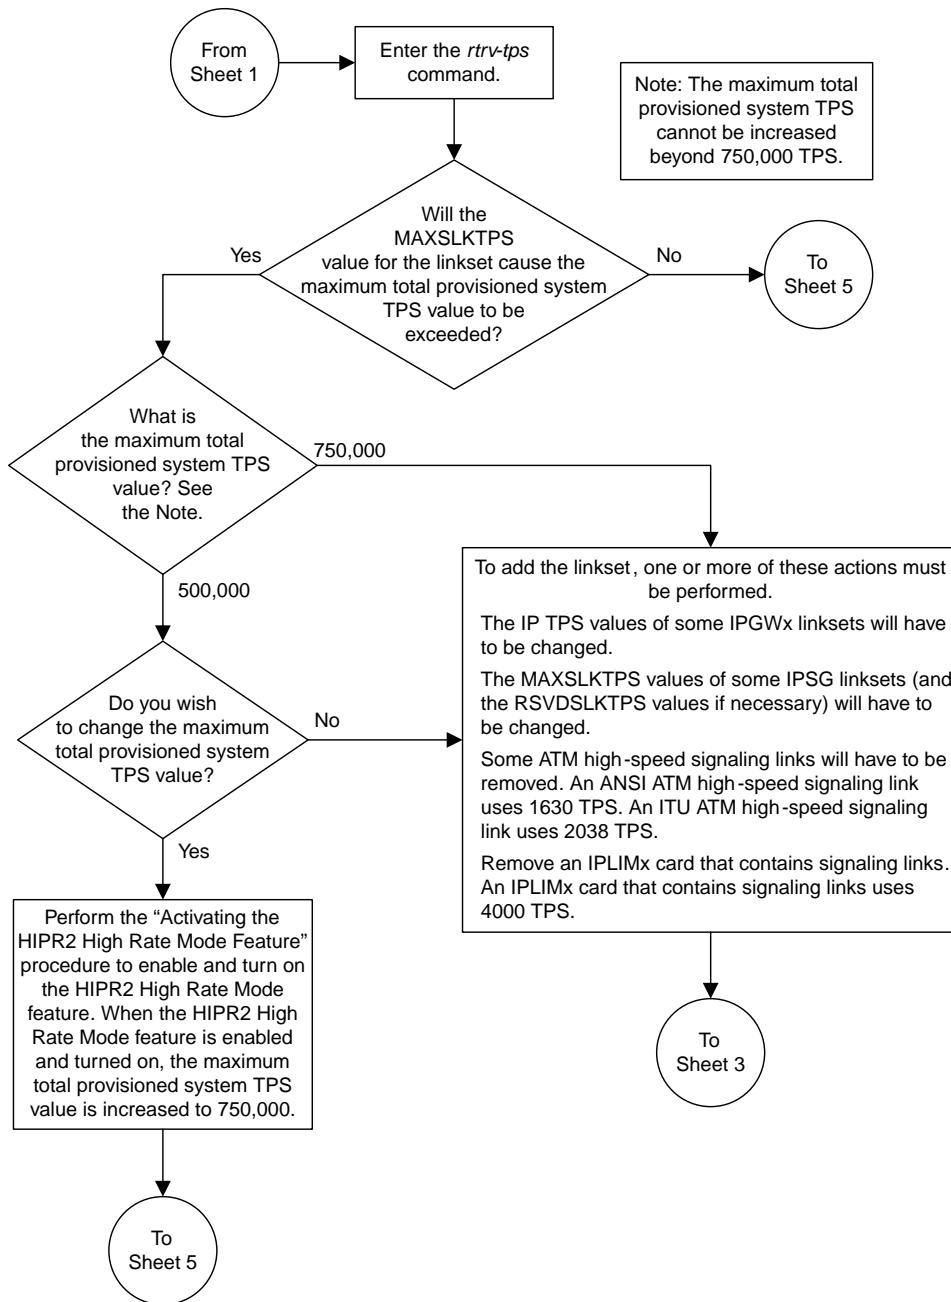 From
Sheet 1
Enter the rtrv-tps
command.
Note: The maximum total
provisioned system TPS
cannot be increased
beyond 750,000 TPS.
Will the
MAXSLKTPS
value for the linkset cause the
maximum total provisioned system
TPS value to be
exceeded?
Yes
No
To
Sheet 5
What is
the maximum total
provisioned system TPS
value? See
the Note.
750,000
500,000
To add the linkset, one or more of these actions must
be performed.
The IP TPS values of some IPGWx linksets will have
to be changed.
The MAXSLKTPS values of some IPSG linksets (and
the RSVDSLKTPS values if necessary) will have to
be changed.
Some ATM high-speed signaling links will have to be
removed. An ANSI ATM high-speed signaling link
uses 1630 TPS. An ITU ATM high-speed signaling
link uses 2038 TPS.
Remove an IPLIMx card that contains signaling links.
An IPLIMx card that contains signaling links uses
4000 TPS.
Do you wish
to change the maximum
total provisioned system
TPS value?
No
Yes
Perform the “Activating the
HIPR2 High Rate Mode Feature”
procedure to enable and turn on
the HIPR2 High Rate Mode
feature. When the HIPR2 High
Rate Mode feature is enabled
and turned on, the maximum
total provisioned system TPS
value is increased to 750,000.
To
Sheet 3
To
Sheet 5